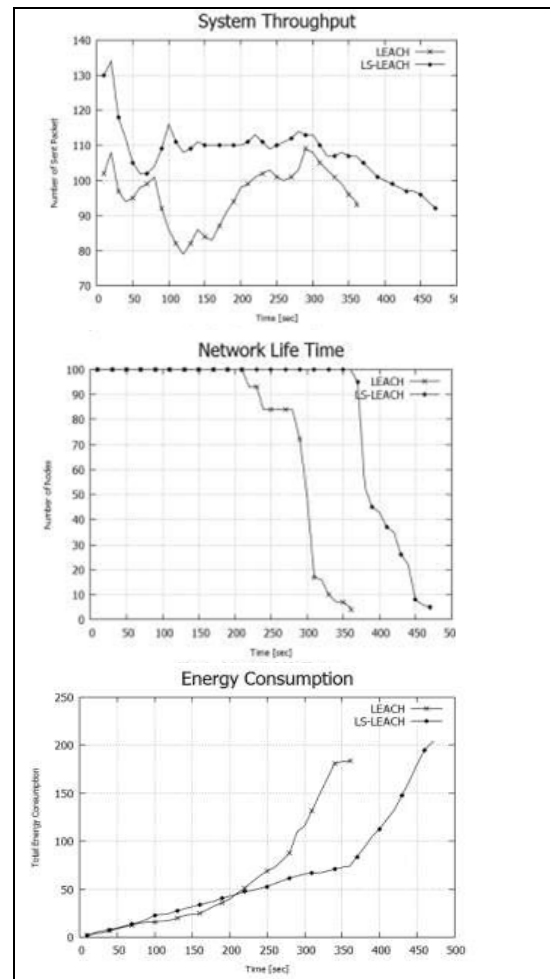 System Throughput
LEACH
LS-LEACH
140
130
120
110
100
90
80
70
Number of Sent Packet
0 50 100 150 200 250 300 350 400 450 50
Time [sec]
Network Life Time
LEACH
LS-LEACH
100
90
80
70
60
50
40
30
20
10
0
Number of Nodes
0 50 100 150 200 250 300 350 400 450 50
Time [sec]
Energy Consumption
LEACH
LS-LEACH
250
200
150
100
50
0
Total Energy Consumption
0 50 100 150 200 250 300 350 400 450 500
Time [sec]